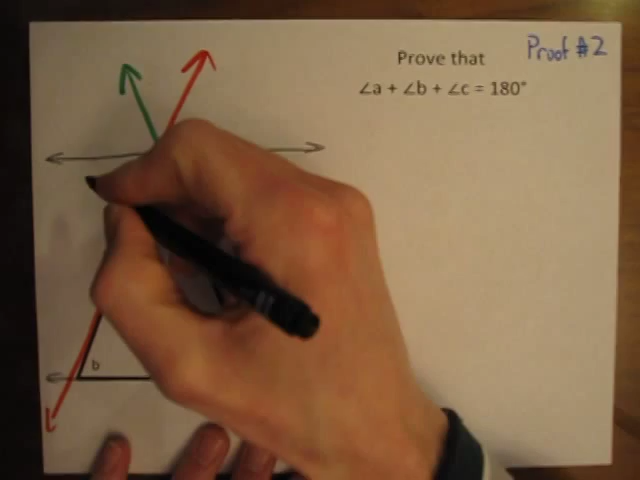 Proof #2
Prove that
∠a + ∠b + ∠c = 180°
b